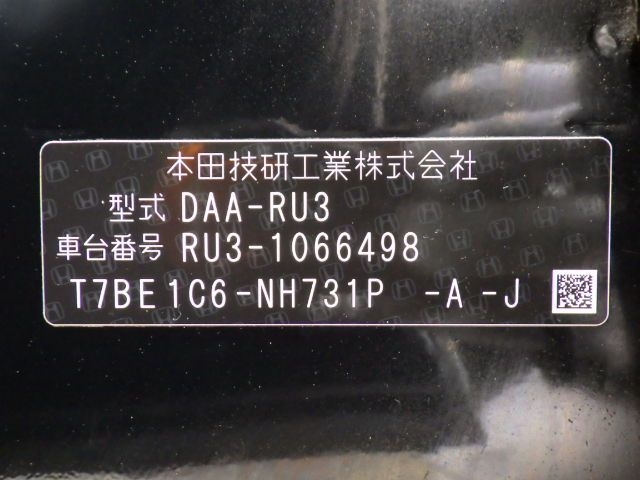 本田技研工業株式会社
型式 DAA-RU3
車台番号 RU3-1066498
T7BE1C6-NH731P -A -J